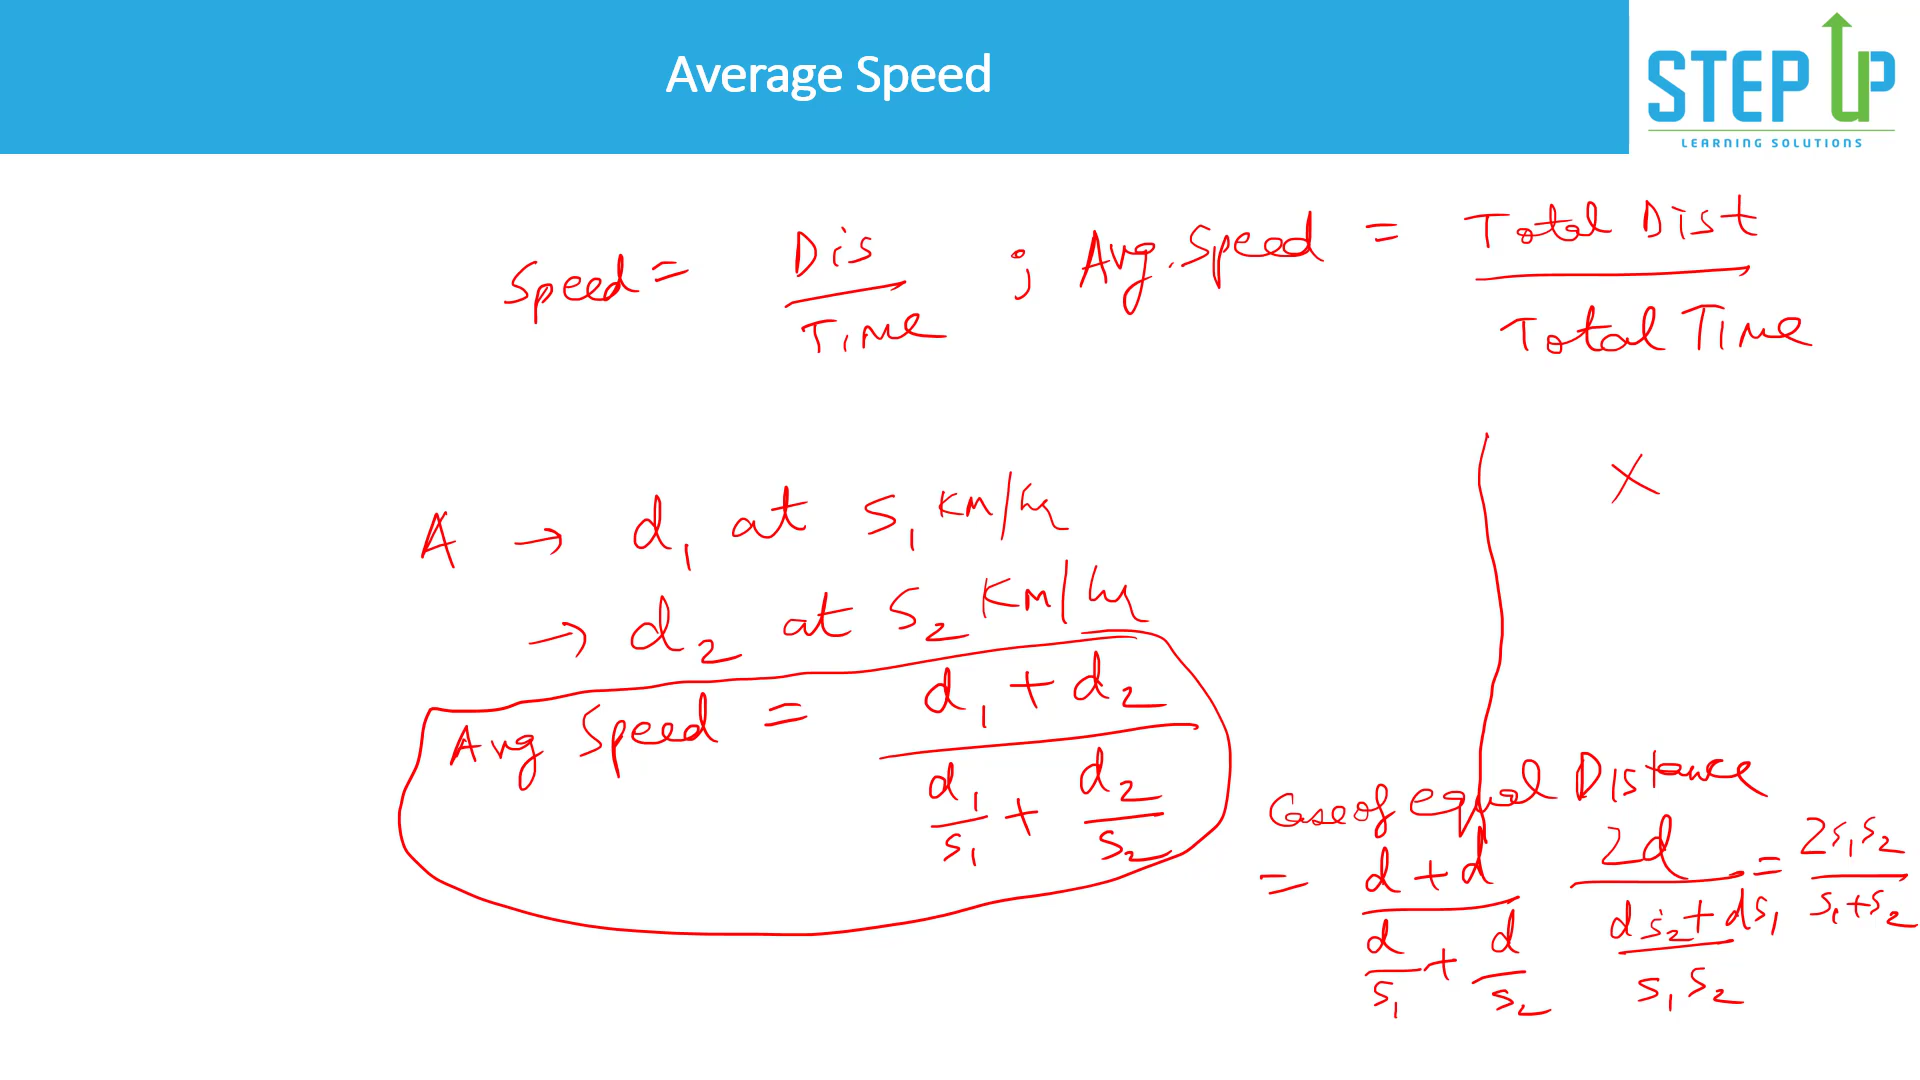 Average Speed
STEP UP
LEARNING SOLUTIONS
Speed = Dis / Time ; Avg. Speed = Total Dist / Total Time
A → d₁ at S₁ KM/hr
→ d₂ at S₂ KM/hr
X
Avg Speed = (d₁ + d₂) / (d₁/S₁ + d₂/S₂)
Case of equal Distance
= (d + d) / (d/S₁ + d/S₂) 2d / ((dS₂ + dS₁) / S₁S₂) = 2S₁S₂ / (S₁+S₂)